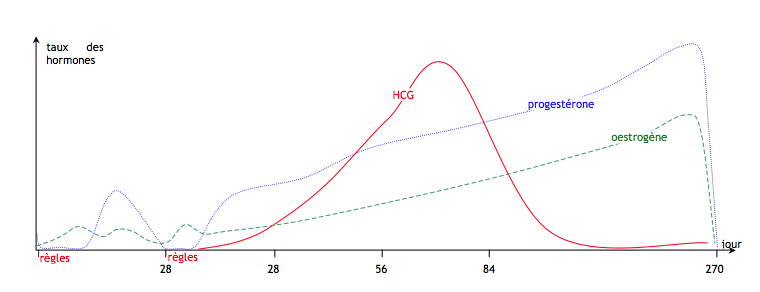 taux des
hormones
HCG
progestérone
oestrogène
jour
règles
règles
28
28
56
84
270